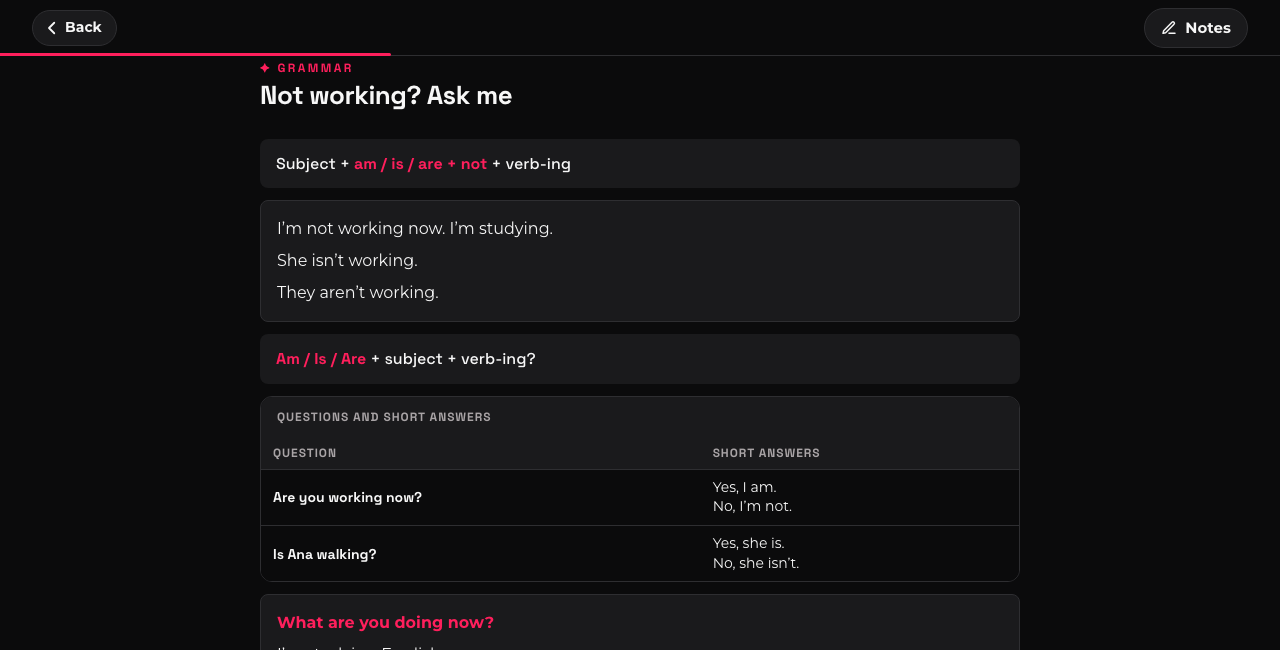 Back
Notes
GRAMMAR
Not working? Ask me
Subject + am / is / are + not + verb-ing
I'm not working now. I'm studying.
She isn't working.
They aren't working.
Am / Is / Are + subject + verb-ing?
QUESTIONS AND SHORT ANSWERS
QUESTION SHORT ANSWERS
Are you working now?
Yes, I am.
No, I'm not.
Is Ana walking?
Yes, she is.
No, she isn't.
What are you doing now?